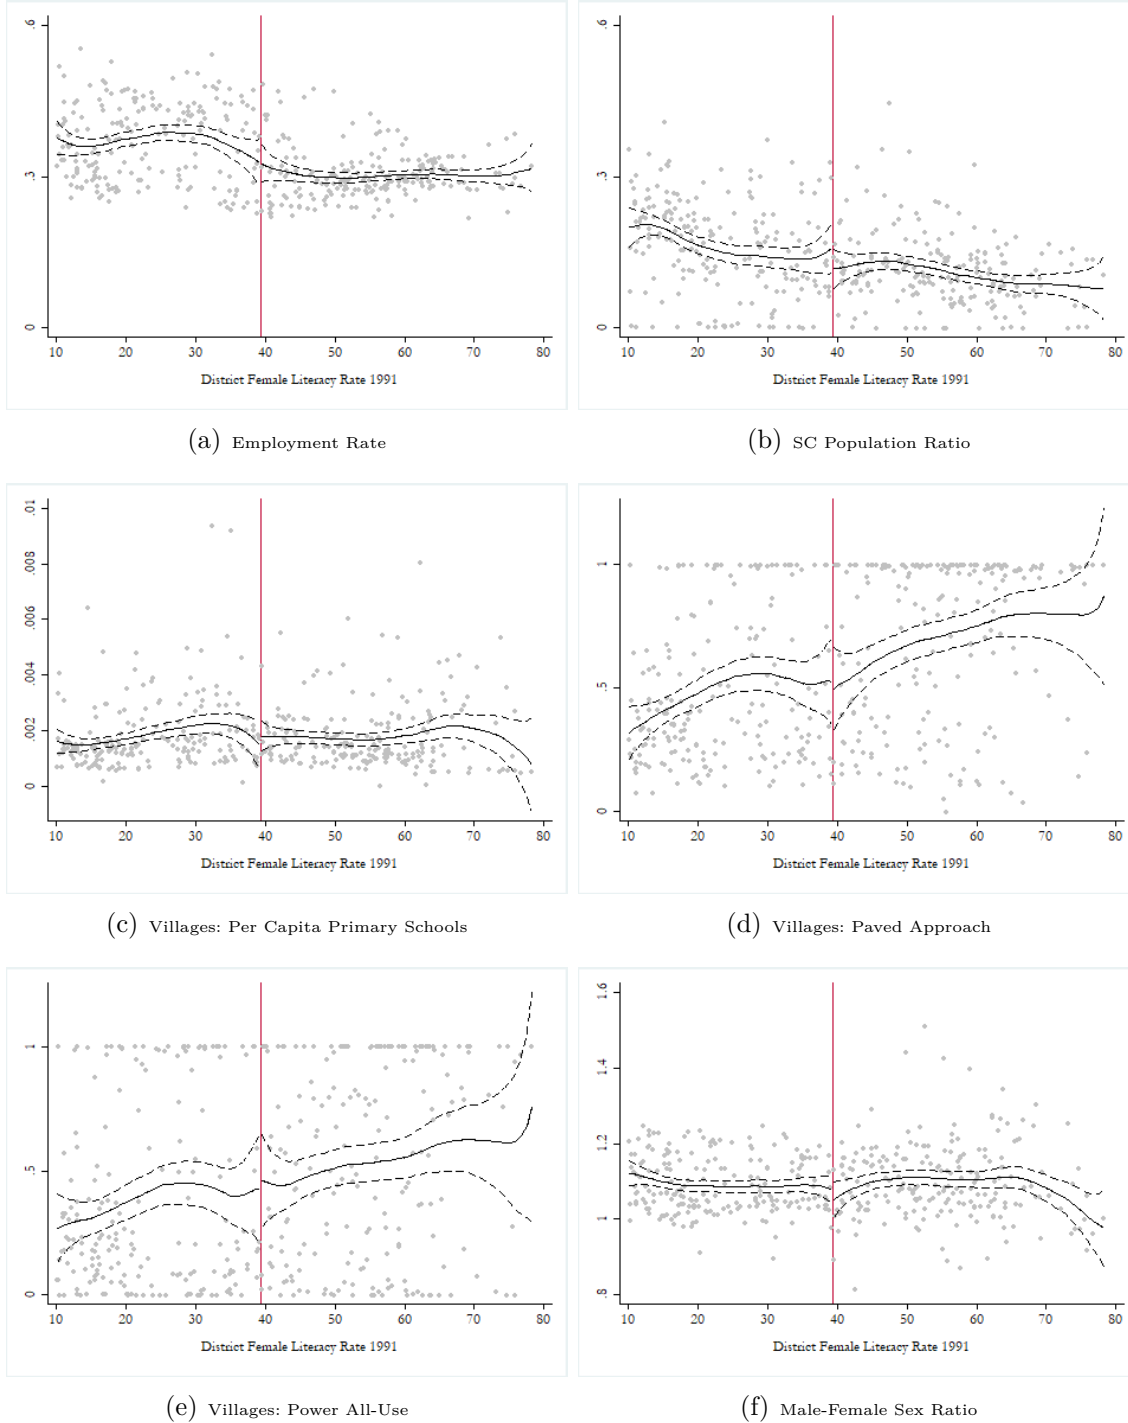 .6
.3
0
10 20 30 40 50 60 70 80
District Female Literacy Rate 1991
(a) Employment Rate
.6
.3
0
10 20 30 40 50 60 70 80
District Female Literacy Rate 1991
(b) SC Population Ratio
.01
.008
.006
.004
.002
0
10 20 30 40 50 60 70 80
District Female Literacy Rate 1991
(c) Villages: Per Capita Primary Schools
1
.5
0
10 20 30 40 50 60 70 80
District Female Literacy Rate 1991
(d) Villages: Paved Approach
1
.5
0
10 20 30 40 50 60 70 80
District Female Literacy Rate 1991
(e) Villages: Power All-Use
1.6
1.4
1.2
1
.8
10 20 30 40 50 60 70 80
District Female Literacy Rate 1991
(f) Male-Female Sex Ratio